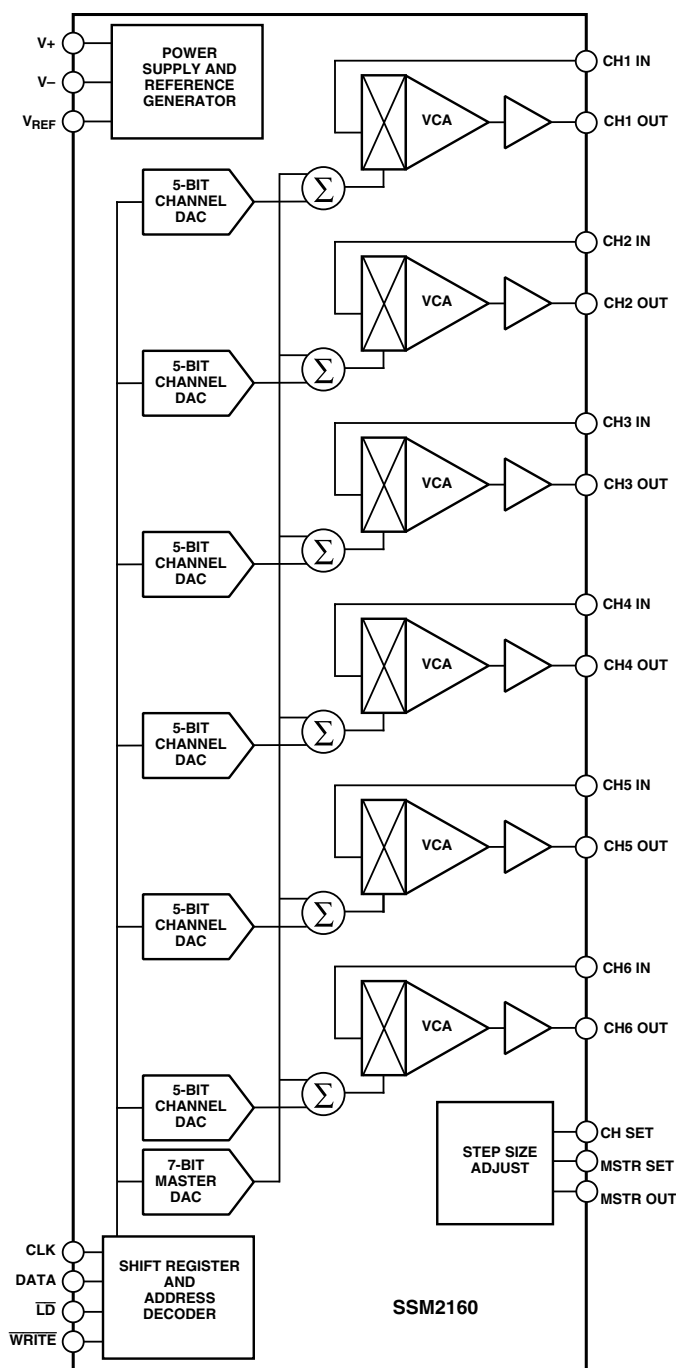 V+
V–
VREF
POWER
SUPPLY AND
REFERENCE
GENERATOR
CH1 IN
VCA
CH1 OUT
5-BIT
CHANNEL
DAC
Σ
CH2 IN
VCA
CH2 OUT
5-BIT
CHANNEL
DAC
Σ
CH3 IN
VCA
CH3 OUT
5-BIT
CHANNEL
DAC
Σ
CH4 IN
VCA
CH4 OUT
5-BIT
CHANNEL
DAC
Σ
CH5 IN
VCA
CH5 OUT
5-BIT
CHANNEL
DAC
Σ
CH6 IN
VCA
CH6 OUT
5-BIT
CHANNEL
DAC
Σ
7-BIT
MASTER
DAC
STEP SIZE
ADJUST
CH SET
MSTR SET
MSTR OUT
CLK
DATA
LD
WRITE
SHIFT REGISTER
AND
ADDRESS
DECODER
SSM2160